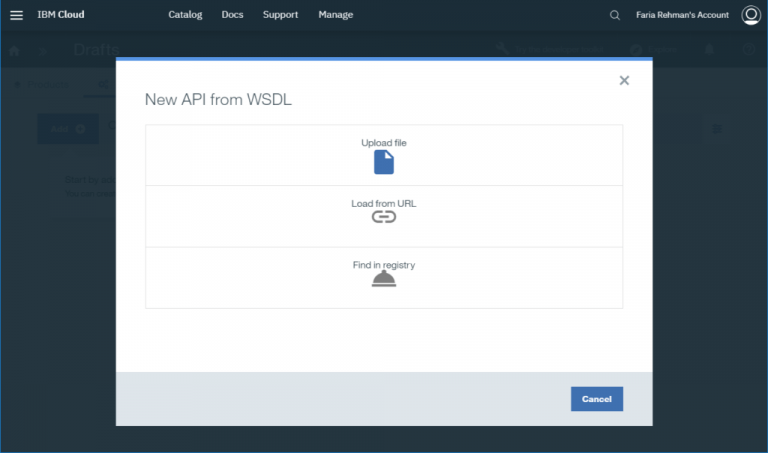 IBM Cloud
Catalog Docs Support Manage
Faria Rehman's Account
Drafts
New API from WSDL
Upload file
Load from URL
Find in registry
Cancel